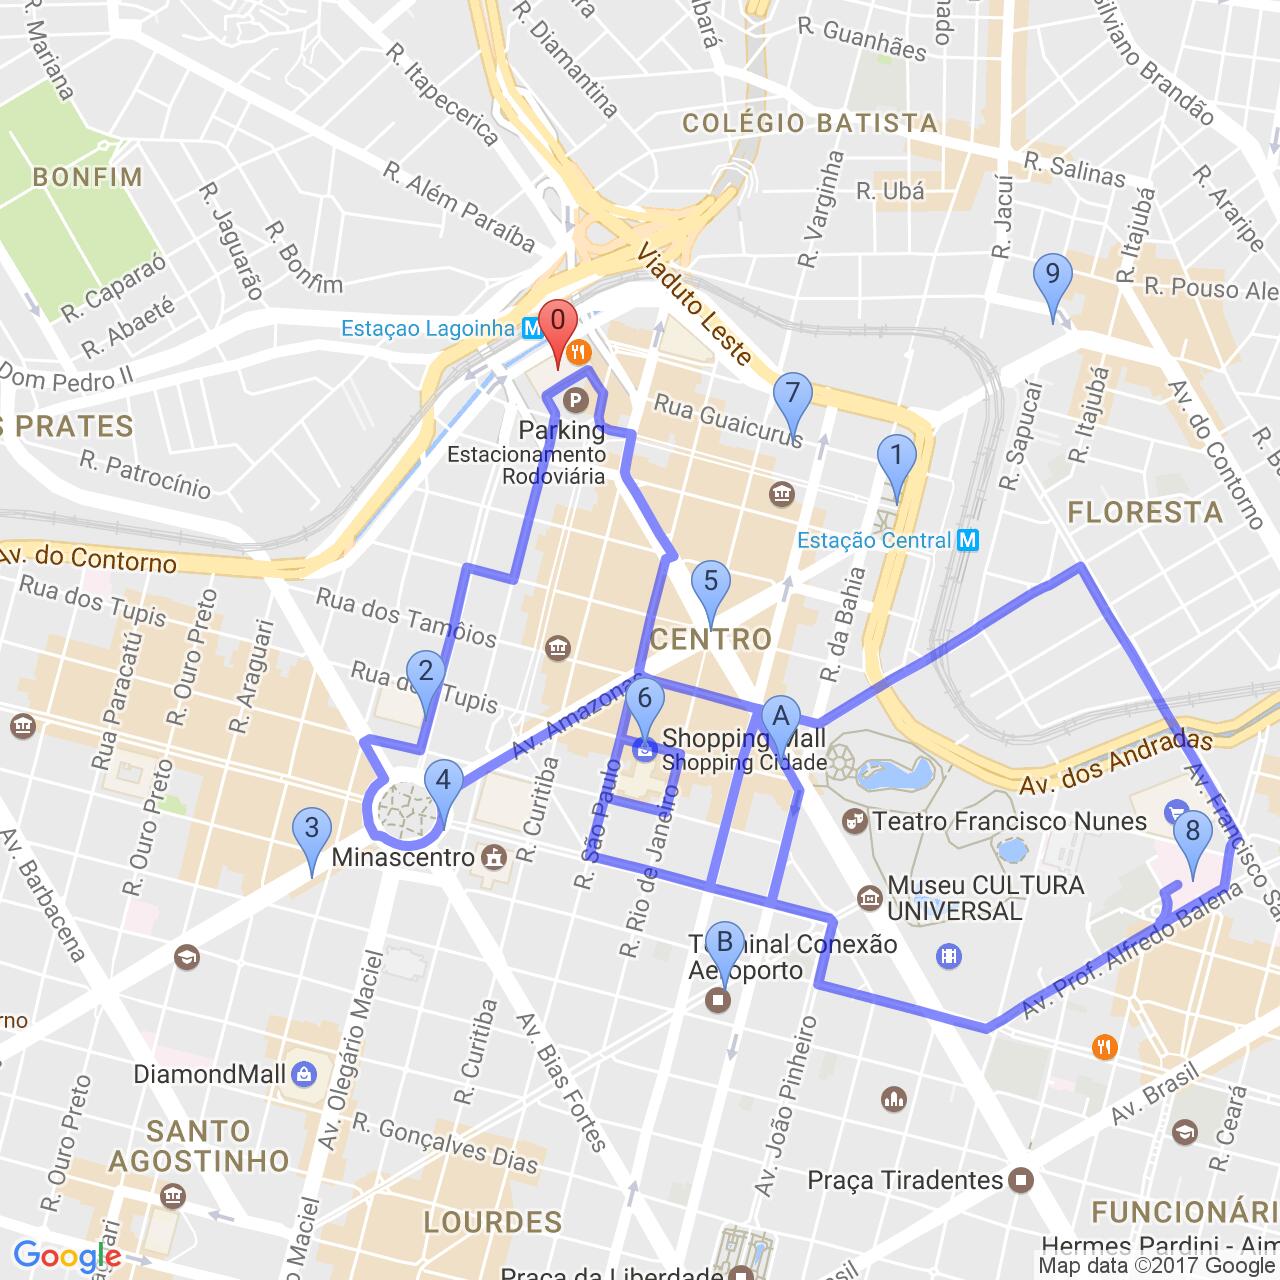 R. Mariana
R. Itapecerica
R. Diamantina
R. Guanhães
Silviano Brandão
COLÉGIO BATISTA
BONFIM
R. Além Paraíba
R. Jaguarão
R. Bonfim
R. Varginha
R. Ubá
R. Jacuí
R. Salinas
R. Itajubá
R. Araripe
R. Caparaó
R. Abaeté
Viaduto Leste
9
R. Pouso Ale
Estaçao Lagoinha M
0
Dom Pedro II
S PRATES
R. Patrocínio
P
Parking
Estacionamento
Rodoviária
Rua Guaicurus
7
1
R. Sapucaí
R. Itajubá
Av. do Contorno
FLORESTA
Estação Central M
Av. do Contorno
Rua dos Tupis
Rua dos Tamôios
5
CENTRO
R. da Bahia
Rua Paracatú
R. Ouro Preto
R. Araguari
2
Tupis
6
A
Av. Amazonas
Shopping Mall
Shopping Cidade
Av. dos Andradas
R. Curitiba
R. São Paulo
R. Rio de Janeiro
4
3
Minascentro
R. Ouro Preto
Teatro Francisco Nunes
8
Museu CULTURA
UNIVERSAL
Av. Prof. Alfredo Balena
Av. Barbacena
B
Aeroporto
rno
DiamondMall
Av. Olegário Maciel
R. Curitiba
Av. Bias Fortes
Av. João Pinheiro
Av. Brasil
R. Ceará
R. Ouro Preto
SANTO
AGOSTINHO
R. Gonçalves Dias
Praça Tiradentes
LOURDES
FUNCIONÁRI
Maciel
Hermes Pardini - Aim
Praça da Liberdade
Google
Map data ©2017 Google